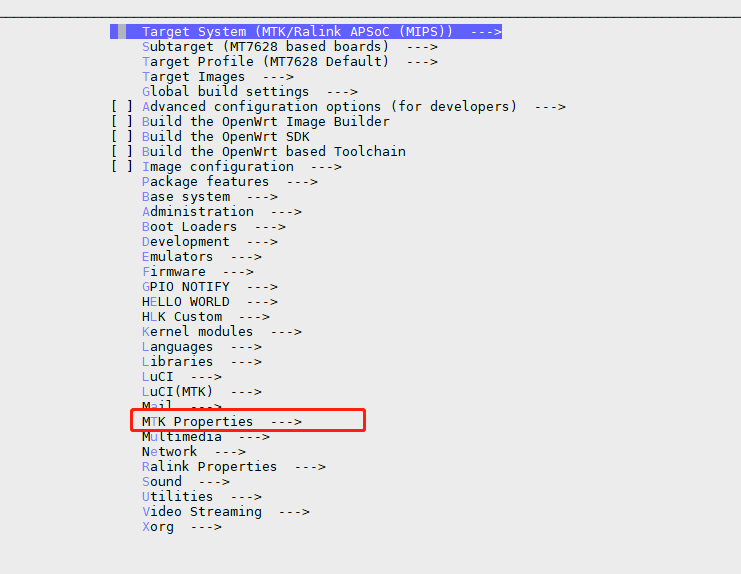 Target System (MTK/Ralink APSoC (MIPS))  --->
Subtarget (MT7628 based boards)  --->
Target Profile (MT7628 Default)  --->
Target Images  --->
Global build settings  --->
[ ] Advanced configuration options (for developers)  --->
[ ] Build the OpenWrt Image Builder
[ ] Build the OpenWrt SDK
[ ] Build the OpenWrt based Toolchain
[ ] Image configuration  --->
Package features  --->
Base system  --->
Administration  --->
Boot Loaders  --->
Development  --->
Emulators  --->
Firmware  --->
GPIO NOTIFY  --->
HELLO WORLD  --->
HLK Custom  --->
Kernel modules  --->
Languages  --->
Libraries  --->
LuCI  --->
LuCI(MTK)  --->
Mail  --->
MTK Properties  --->
Multimedia  --->
Network  --->
Ralink Properties  --->
Sound  --->
Utilities  --->
Video Streaming  --->
Xorg  --->